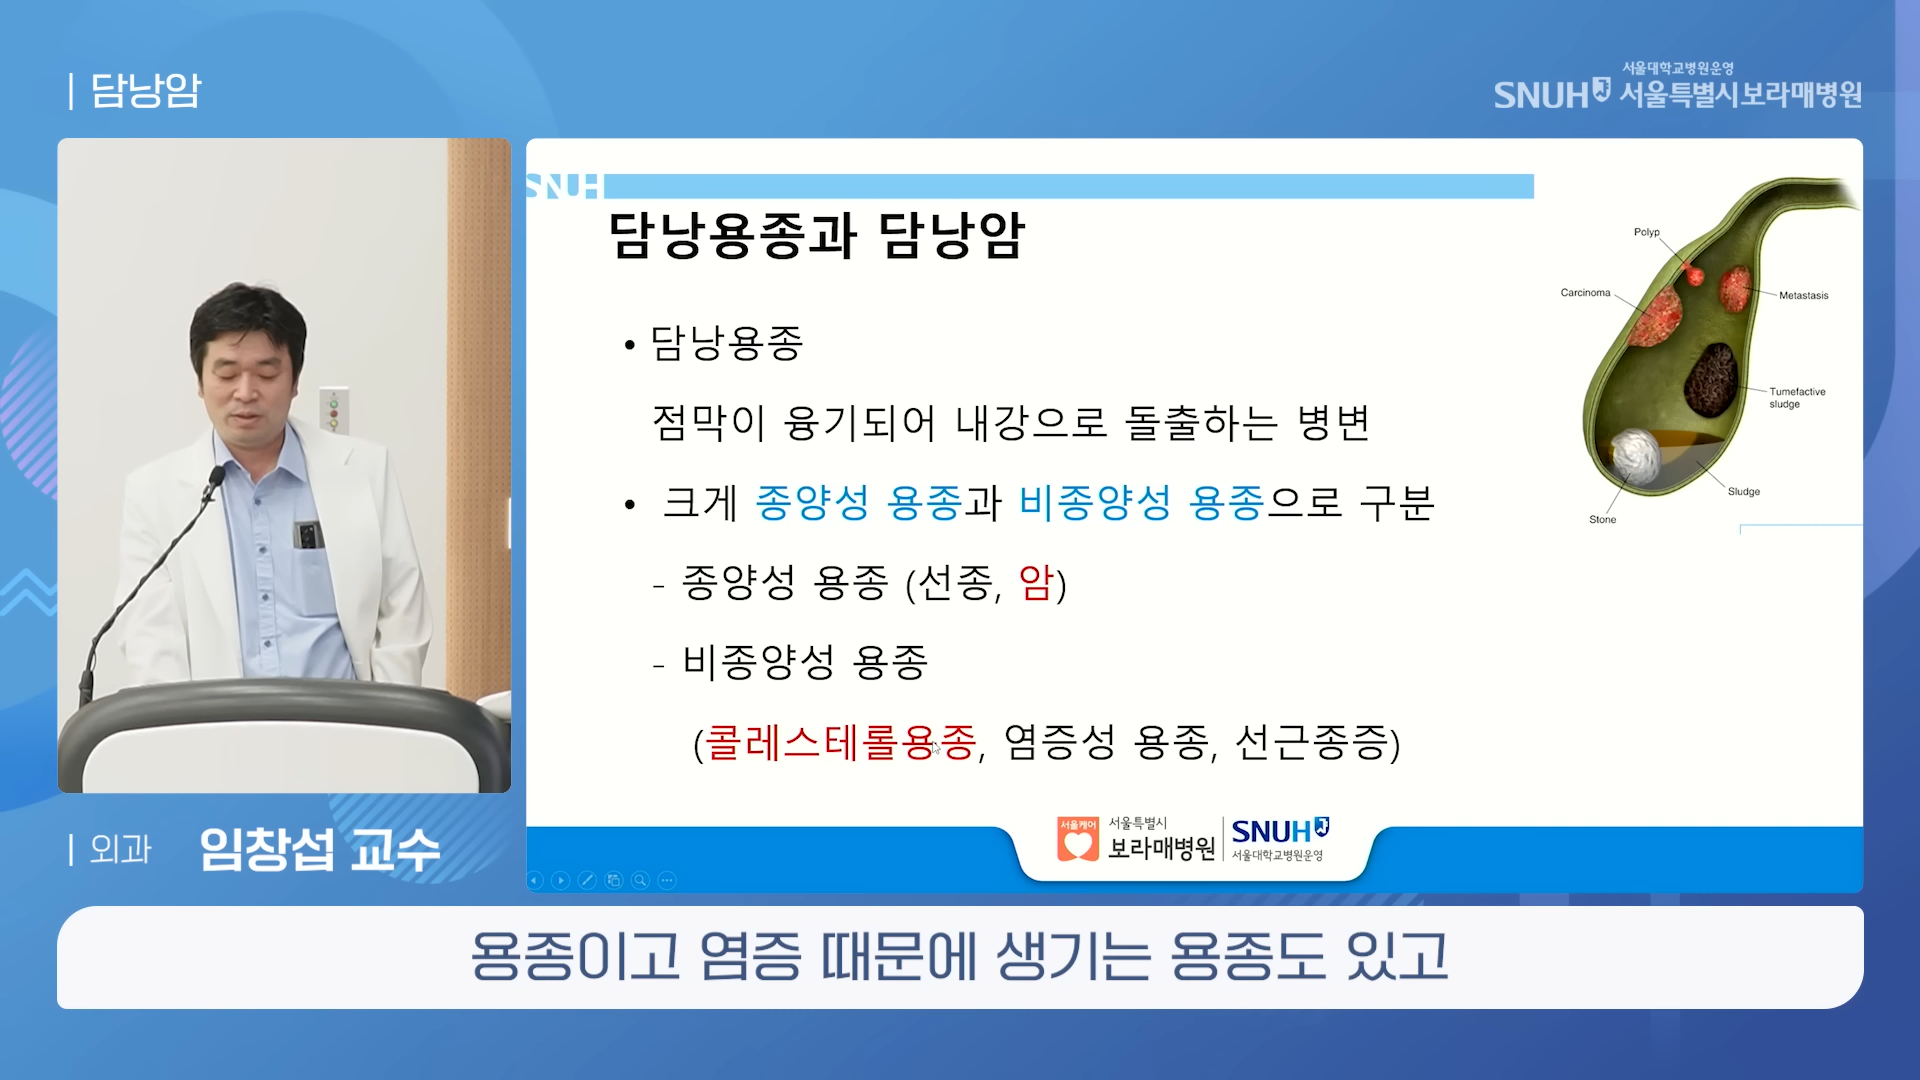 | 담낭암
서울대학교병원운영
SNUH 서울특별시보라매병원
SNUH
담낭용종과 담낭암
• 담낭용종
점막이 융기되어 내강으로 돌출하는 병변
• 크게 종양성 용종과 비종양성 용종으로 구분
- 종양성 용종 (선종, 암)
- 비종양성 용종
(콜레스테롤용종, 염증성 용종, 선근종증)
Polyp
Carcinoma
Metastasis
Tumefactive
sludge
Sludge
Stone
서울케어
서울특별시
보라매병원
SNUH
서울대학교병원운영
| 외과 임창섭 교수
용종이고 염증 때문에 생기는 용종도 있고